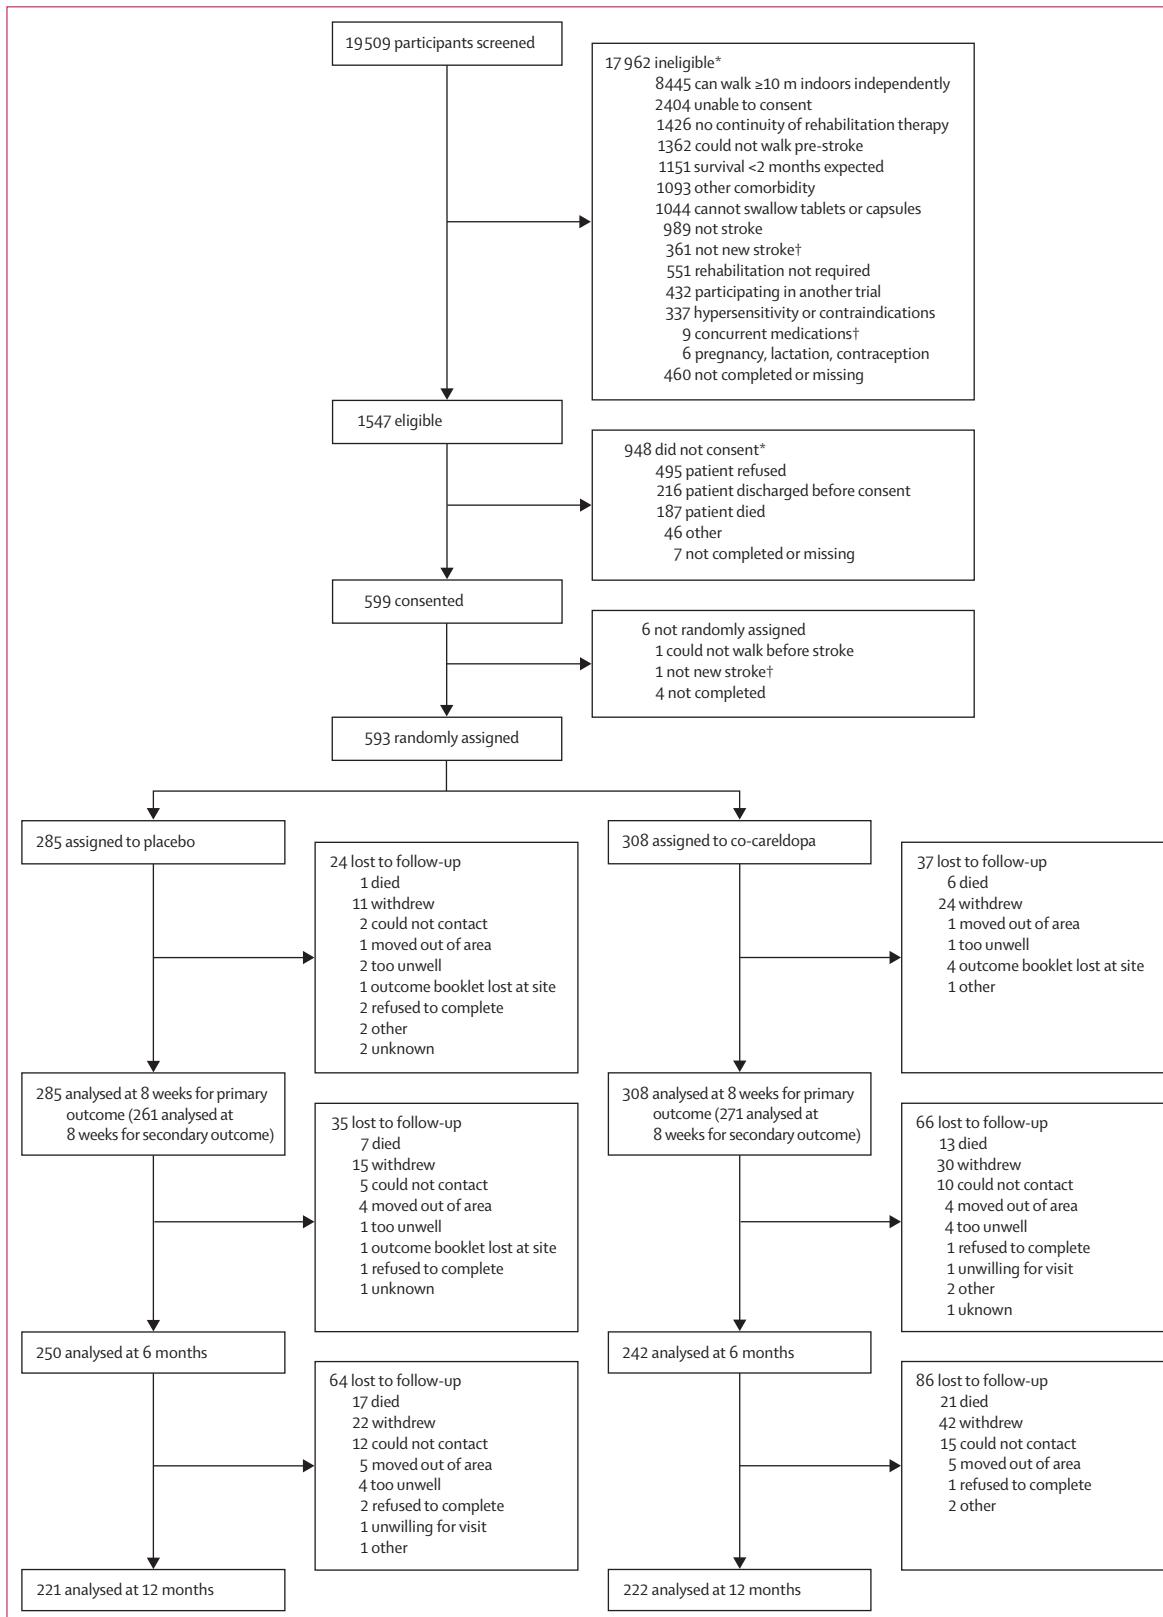 19 509 participants screened
17 962 ineligible*
8445 can walk ≥10 m indoors independently
2404 unable to consent
1426 no continuity of rehabilitation therapy
1362 could not walk pre-stroke
1151 survival <2 months expected
1093 other comorbidity
1044 cannot swallow tablets or capsules
989 not stroke
361 not new stroke†
551 rehabilitation not required
432 participating in another trial
337 hypersensitivity or contraindications
9 concurrent medications†
6 pregnancy, lactation, contraception
460 not completed or missing
1547 eligible
948 did not consent*
495 patient refused
216 patient discharged before consent
187 patient died
46 other
7 not completed or missing
599 consented
6 not randomly assigned
1 could not walk before stroke
1 not new stroke†
4 not completed
593 randomly assigned
285 assigned to placebo
24 lost to follow-up
1 died
11 withdrew
2 could not contact
1 moved out of area
2 too unwell
1 outcome booklet lost at site
2 refused to complete
2 other
2 unknown
308 assigned to co-careldopa
37 lost to follow-up
6 died
24 withdrew
1 moved out of area
1 too unwell
4 outcome booklet lost at site
1 other
285 analysed at 8 weeks for primary
outcome (261 analysed at
8 weeks for secondary outcome)
35 lost to follow-up
7 died
15 withdrew
5 could not contact
4 moved out of area
1 too unwell
1 outcome booklet lost at site
1 refused to complete
1 unknown
308 analysed at 8 weeks for primary
outcome (271 analysed at
8 weeks for secondary outcome)
66 lost to follow-up
13 died
30 withdrew
10 could not contact
4 moved out of area
4 too unwell
1 refused to complete
1 unwilling for visit
2 other
1 uknown
250 analysed at 6 months
64 lost to follow-up
17 died
22 withdrew
12 could not contact
5 moved out of area
4 too unwell
2 refused to complete
1 unwilling for visit
1 other
242 analysed at 6 months
86 lost to follow-up
21 died
42 withdrew
15 could not contact
5 moved out of area
1 refused to complete
2 other
221 analysed at 12 months
222 analysed at 12 months